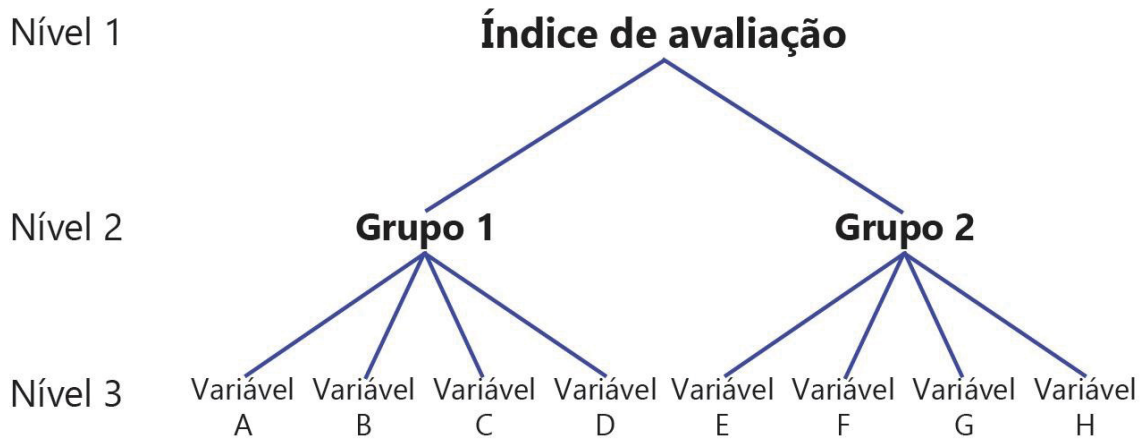 Nível 1
Índice de avaliação
Nível 2
Grupo 1
Grupo 2
Nível 3
Variável A
Variável B
Variável C
Variável D
Variável E
Variável F
Variável G
Variável H